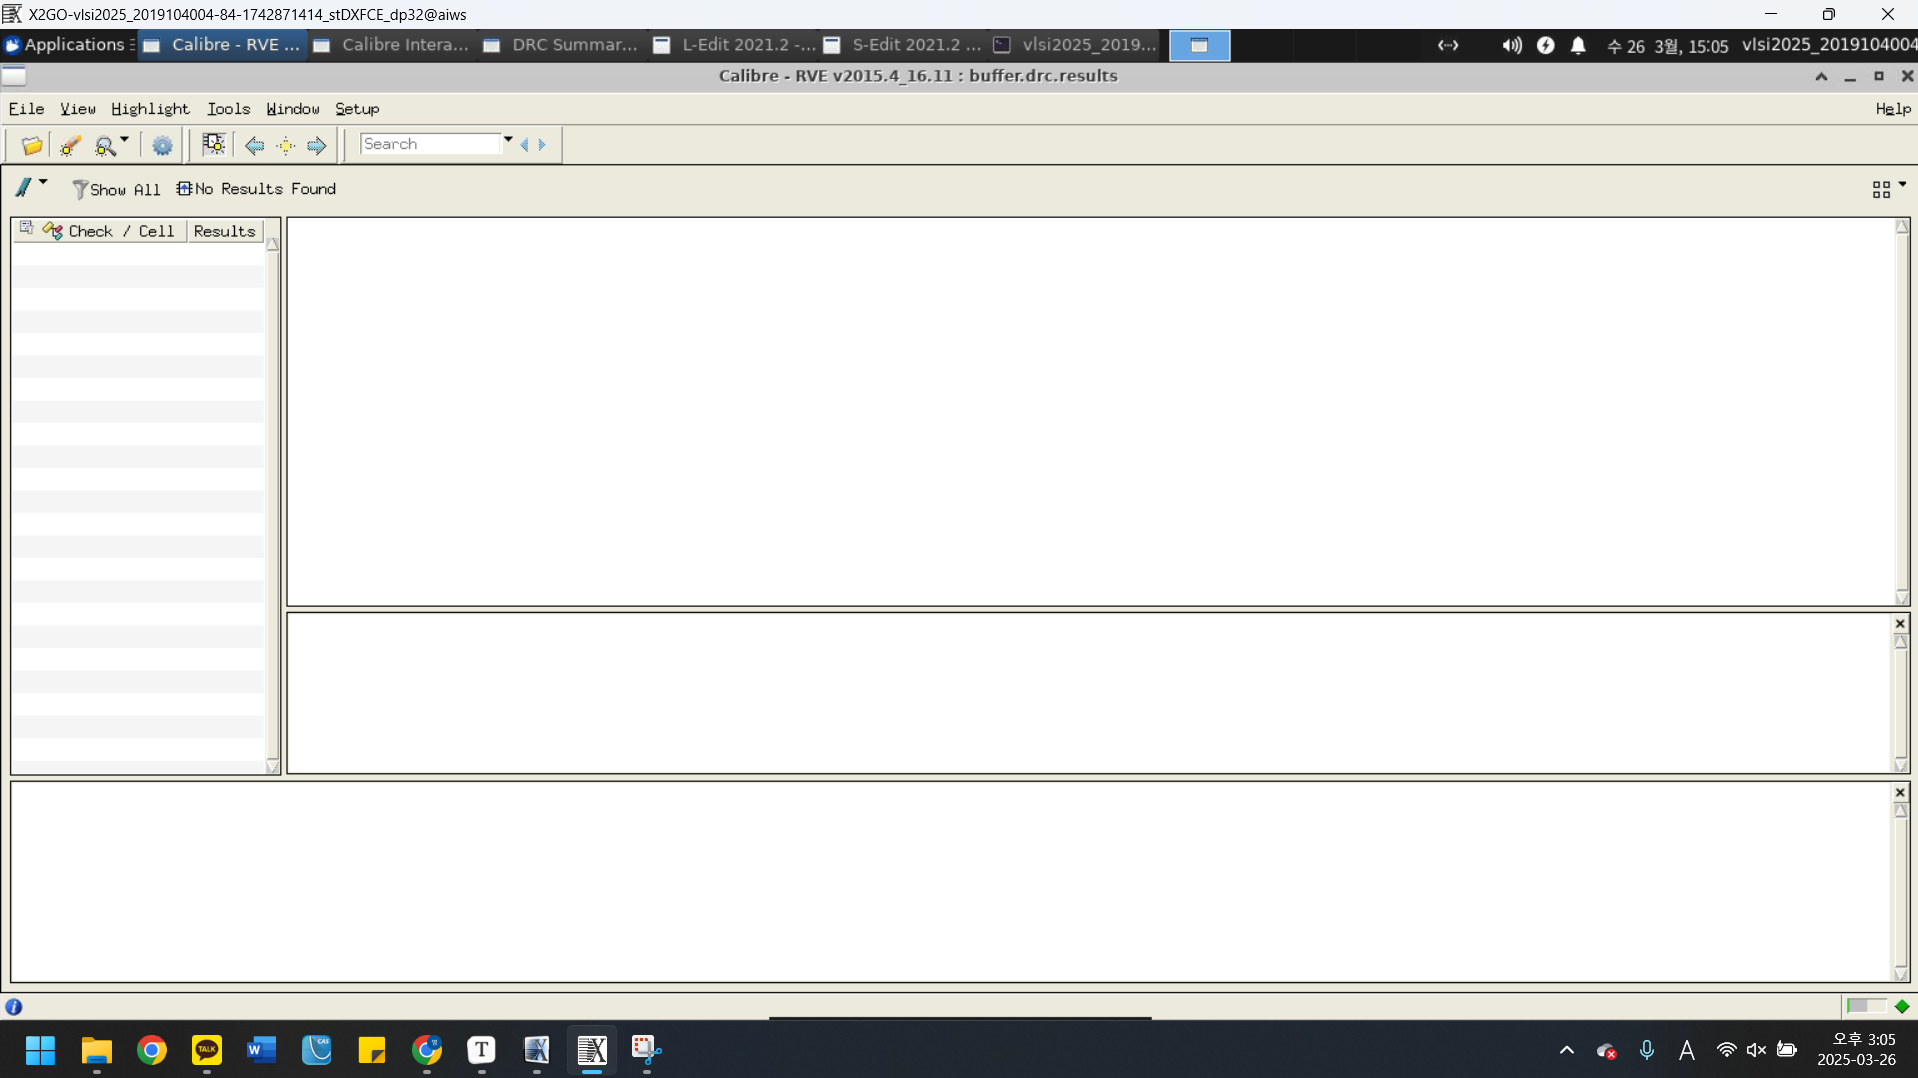 X2GO-vlsi2025_2019104004-84-1742871414_stDXFCE_dp32@aiws
Applications
Calibre - RVE ...
Calibre Intera...
DRC Summar...
L-Edit 2021.2 -...
S-Edit 2021.2 ...
vlsi2025_2019...
수 26 3월, 15:05
vlsi2025_2019104004
Calibre - RVE v2015.4_16.11 : buffer.drc.results
File View Highlight Tools Window Setup
Help
Search
Show All
No Results Found
Check / Cell
Results
TALK
CAS
영
T
A
오후 3:05
2025-03-26